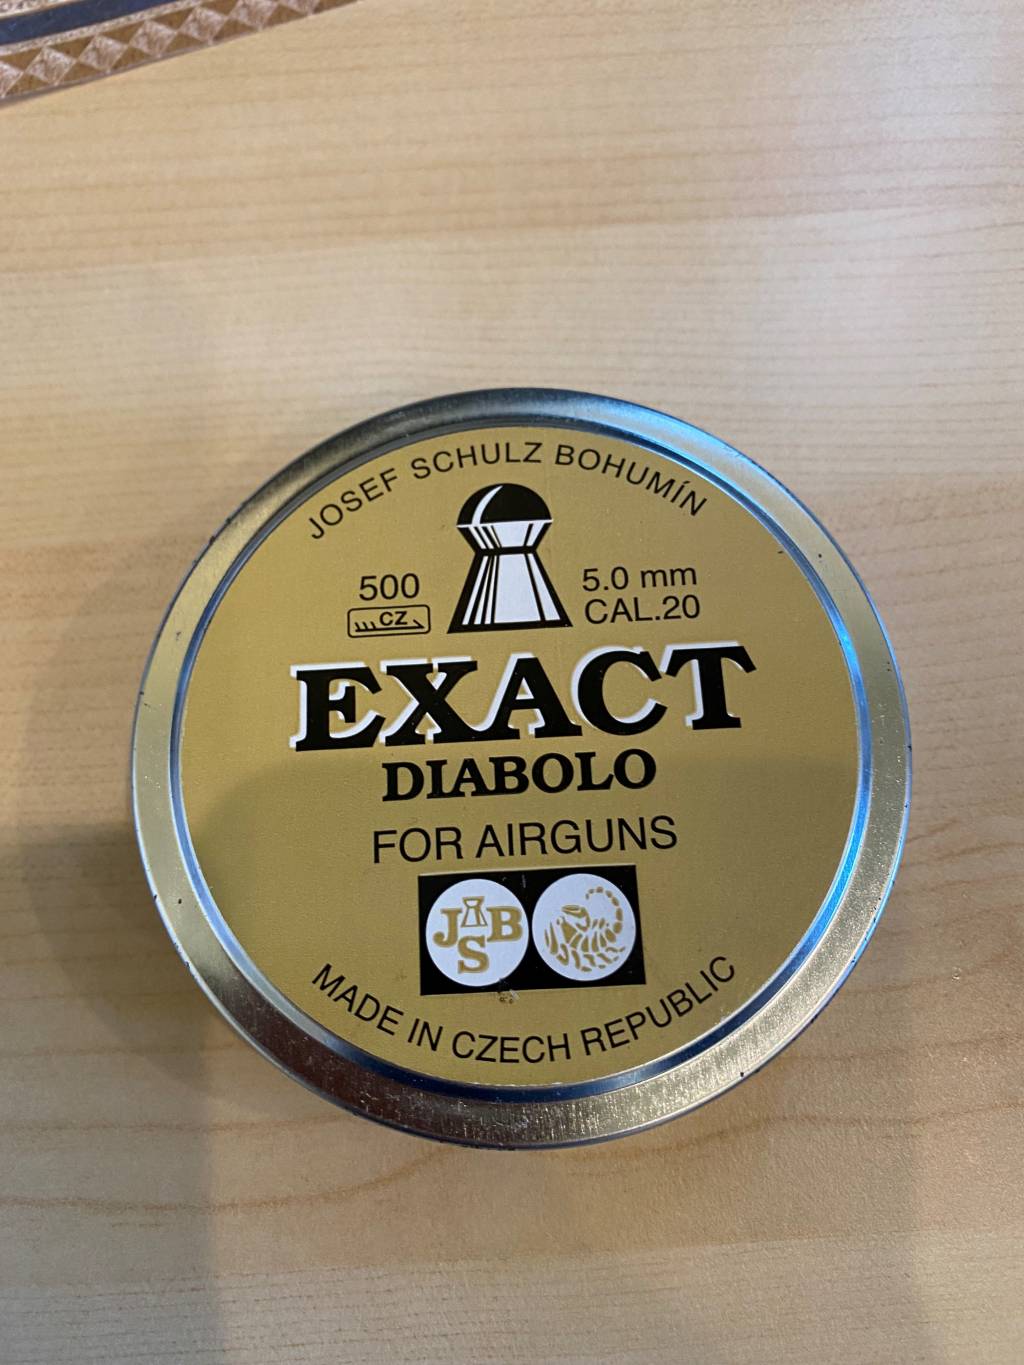 JOSEF SCHULZ BOHUMÍN
500
CZ
5.0 mm
CAL.20
EXACT
DIABOLO
FOR AIRGUNS
JSB
MADE IN CZECH REPUBLIC